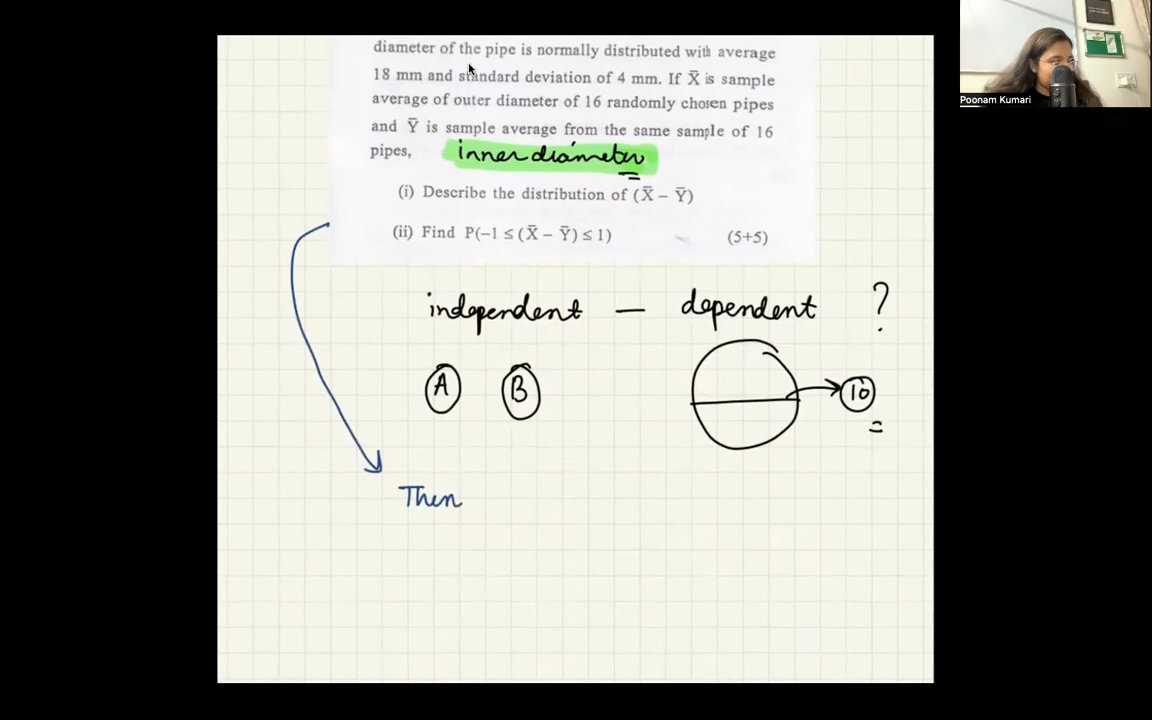 diameter of the pipe is normally distributed with average
18 mm and standard deviation of 4 mm. If X̄ is sample
average of outer diameter of 16 randomly chosen pipes
and Ȳ is sample average from the same sample of 16
pipes, inner diameter
(i) Describe the distribution of (X̄ – Ȳ)
(ii) Find P(–1 ≤ (X̄ – Ȳ) ≤ 1) (5+5)
independent — dependent ?
A B 10
Then
Poonam Kumari